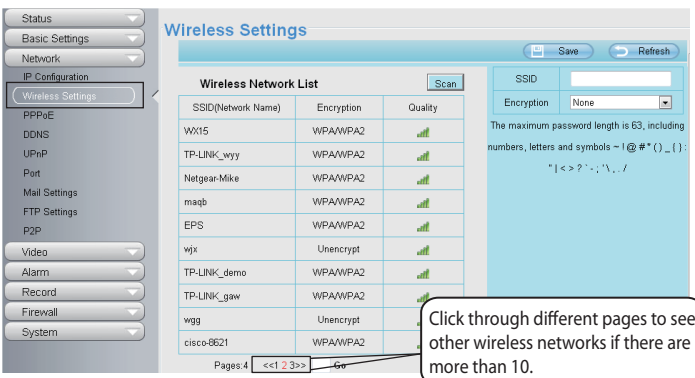 Status
Basic Settings
Network
IP Configuration
Wireless Settings
PPPoE
DDNS
UPnP
Port
Mail Settings
FTP Settings
P2P
Video
Alarm
Record
Firewall
System
Wireless Settings
Save Refresh
Wireless Network List Scan
SSID(Network Name) Encryption Quality
WX15 WPA/WPA2
TP-LINK_wyy WPA/WPA2
Netgear-Mike WPA/WPA2
maqb WPA/WPA2
EPS WPA/WPA2
wjx Unencrypt
TP-LINK_demo WPA/WPA2
TP-LINK_gaw WPA/WPA2
wgg Unencrypt
cisco-8621 WPA/WPA2
Pages:4 <<1 2 3>> Go
SSID
Encryption None
The maximum password length is 63, including
numbers, letters and symbols ~ ! @ # * ( ) _ { } :
" | < > ? ` - ; ' \ , . /
Click through different pages to see
other wireless networks if there are
more than 10.